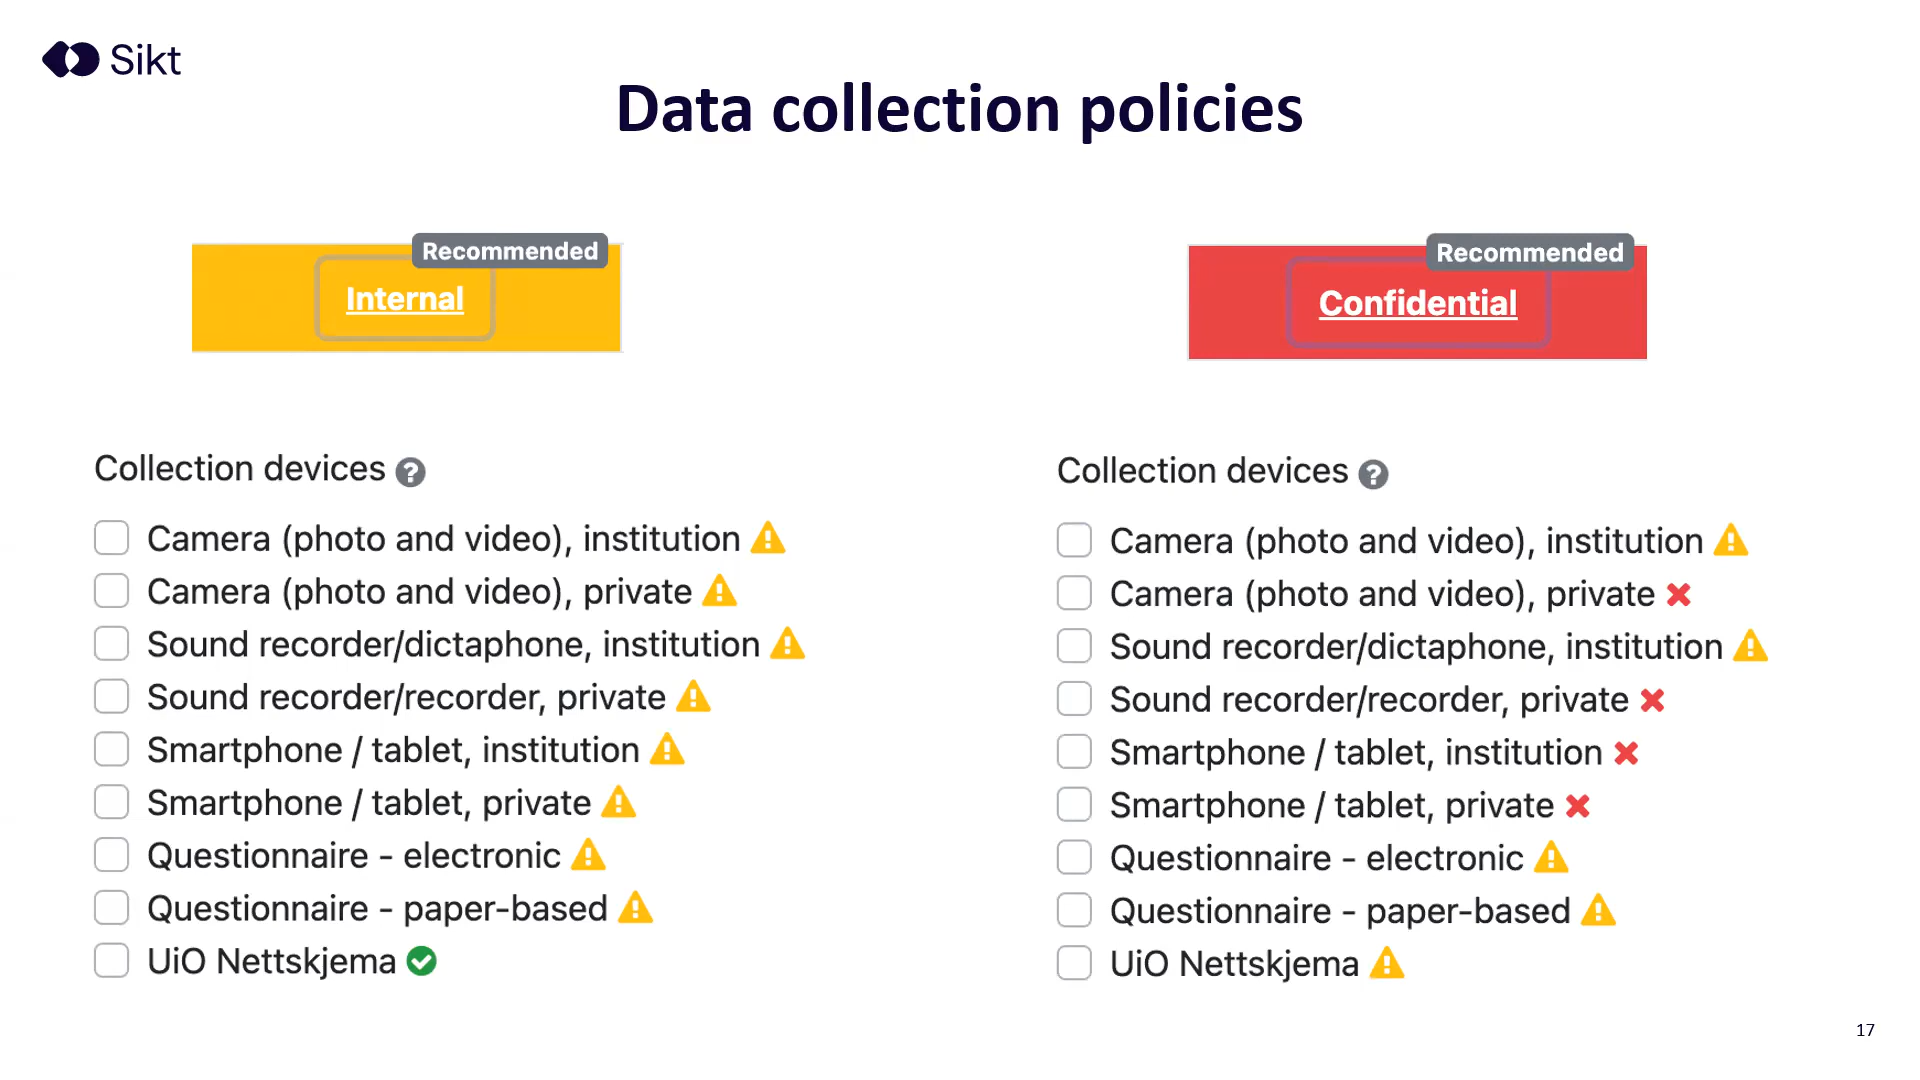 Sikt
Data collection policies
Recommended
Internal
Collection devices ?
Camera (photo and video), institution
Camera (photo and video), private
Sound recorder/dictaphone, institution
Sound recorder/recorder, private
Smartphone / tablet, institution
Smartphone / tablet, private
Questionnaire - electronic
Questionnaire - paper-based
UiO Nettskjema
Recommended
Confidential
Collection devices ?
Camera (photo and video), institution
Camera (photo and video), private
Sound recorder/dictaphone, institution
Sound recorder/recorder, private
Smartphone / tablet, institution
Smartphone / tablet, private
Questionnaire - electronic
Questionnaire - paper-based
UiO Nettskjema
17